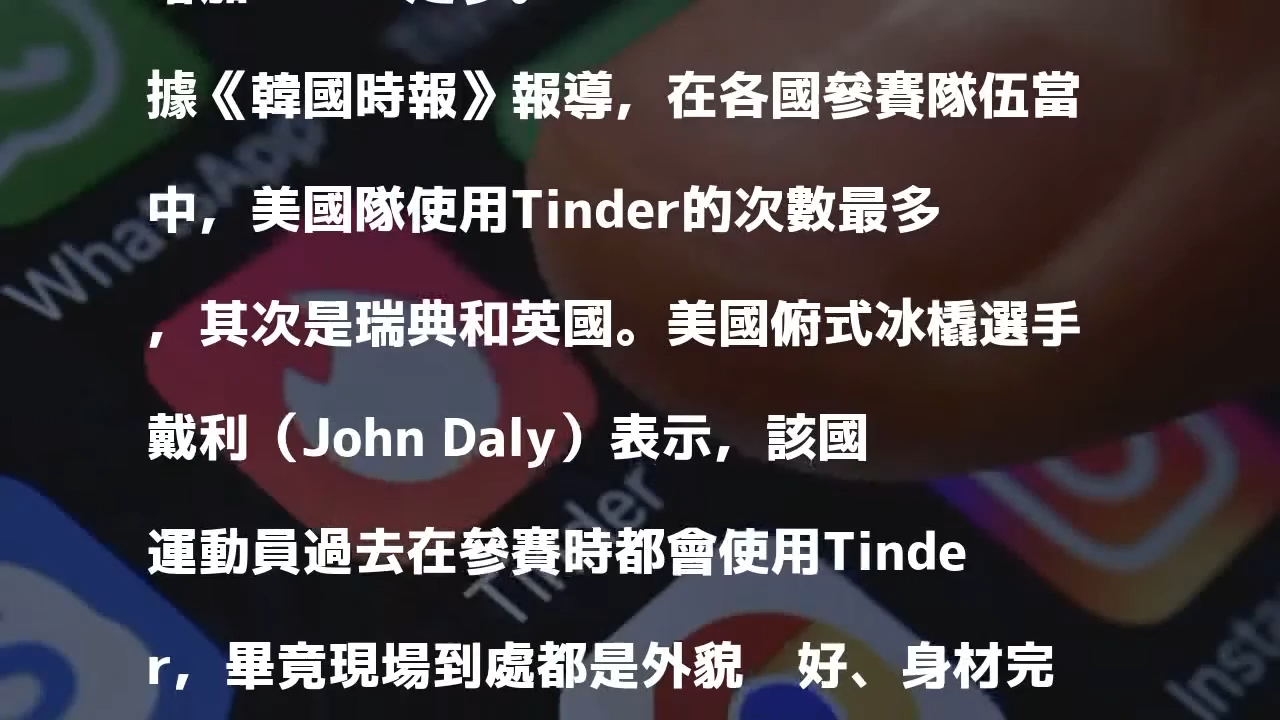 據《韓國時報》報導，在各國參賽隊伍當
中，美國隊使用Tinder的次數最多
，其次是瑞典和英國。美國俯式冰橇選手
戴利（John Daly）表示，該國
運動員過去在參賽時都會使用Tinde
r，畢竟現場到處都是外貌　好、身材完
WhatsApp
Tinder
Insta